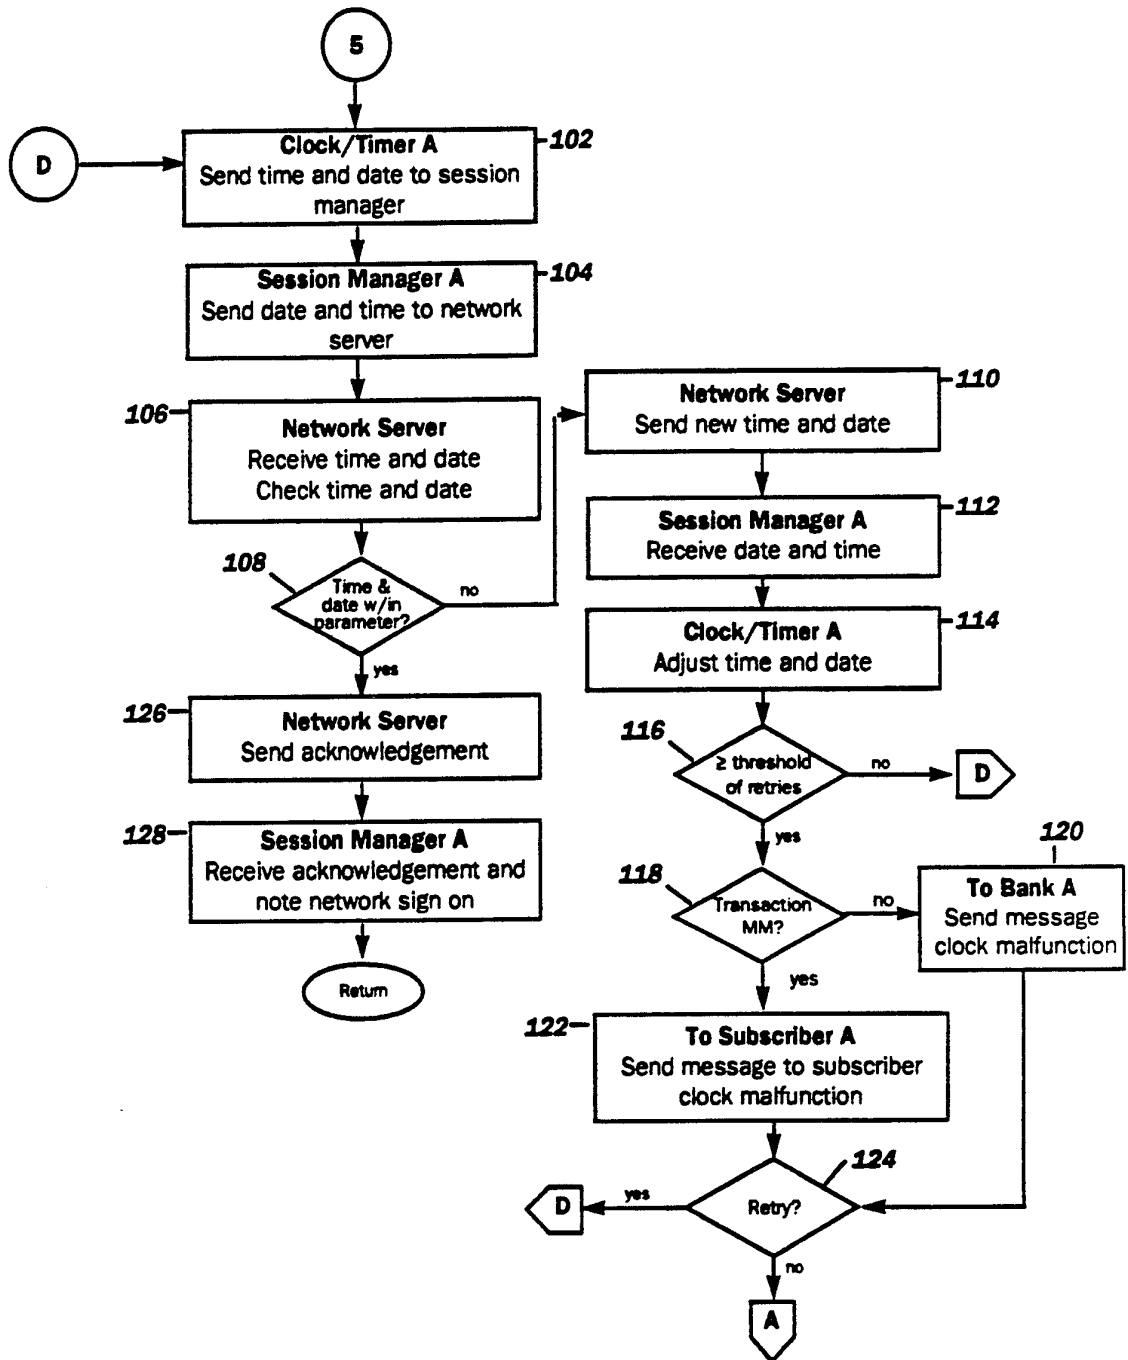 5
D
Clock/Timer A
Send time and date to session
manager
102
Session Manager A
Send date and time to network
server
104
106
Network Server
Receive time and date
Check time and date
108
Time &
date w/in
parameter?
no
yes
126
Network Server
Send acknowledgement
128
Session Manager A
Receive acknowledgement and
note network sign on
Return
110
Network Server
Send new time and date
112
Session Manager A
Receive date and time
114
Clock/Timer A
Adjust time and date
116
≥ threshold
of retries
no
D
yes
118
Transaction
MM?
no
120
To Bank A
Send message
clock malfunction
yes
122
To Subscriber A
Send message to subscriber
clock malfunction
124
Retry?
yes
D
no
A